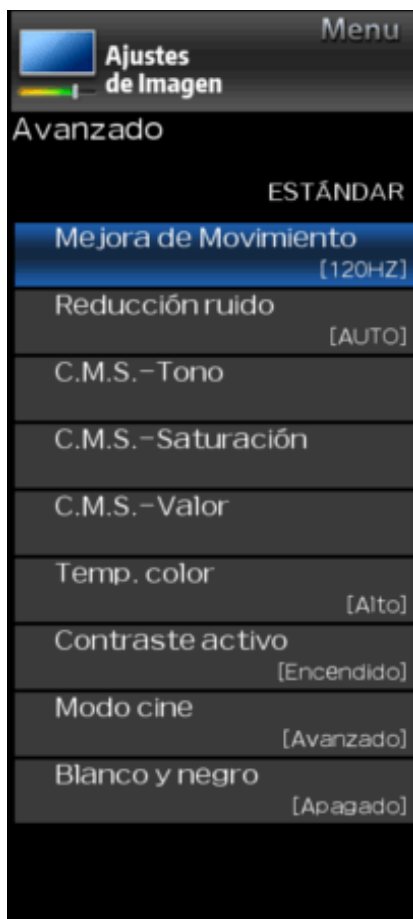 Menu
Ajustes
de Imagen
Avanzado
ESTÁNDAR
Mejora de Movimiento
[120HZ]
Reducción ruido
[AUTO]
C.M.S.-Tono
C.M.S.-Saturación
C.M.S.-Valor
Temp. color
[Alto]
Contraste activo
[Encendido]
Modo cine
[Avanzado]
Blanco y negro
[Apagado]